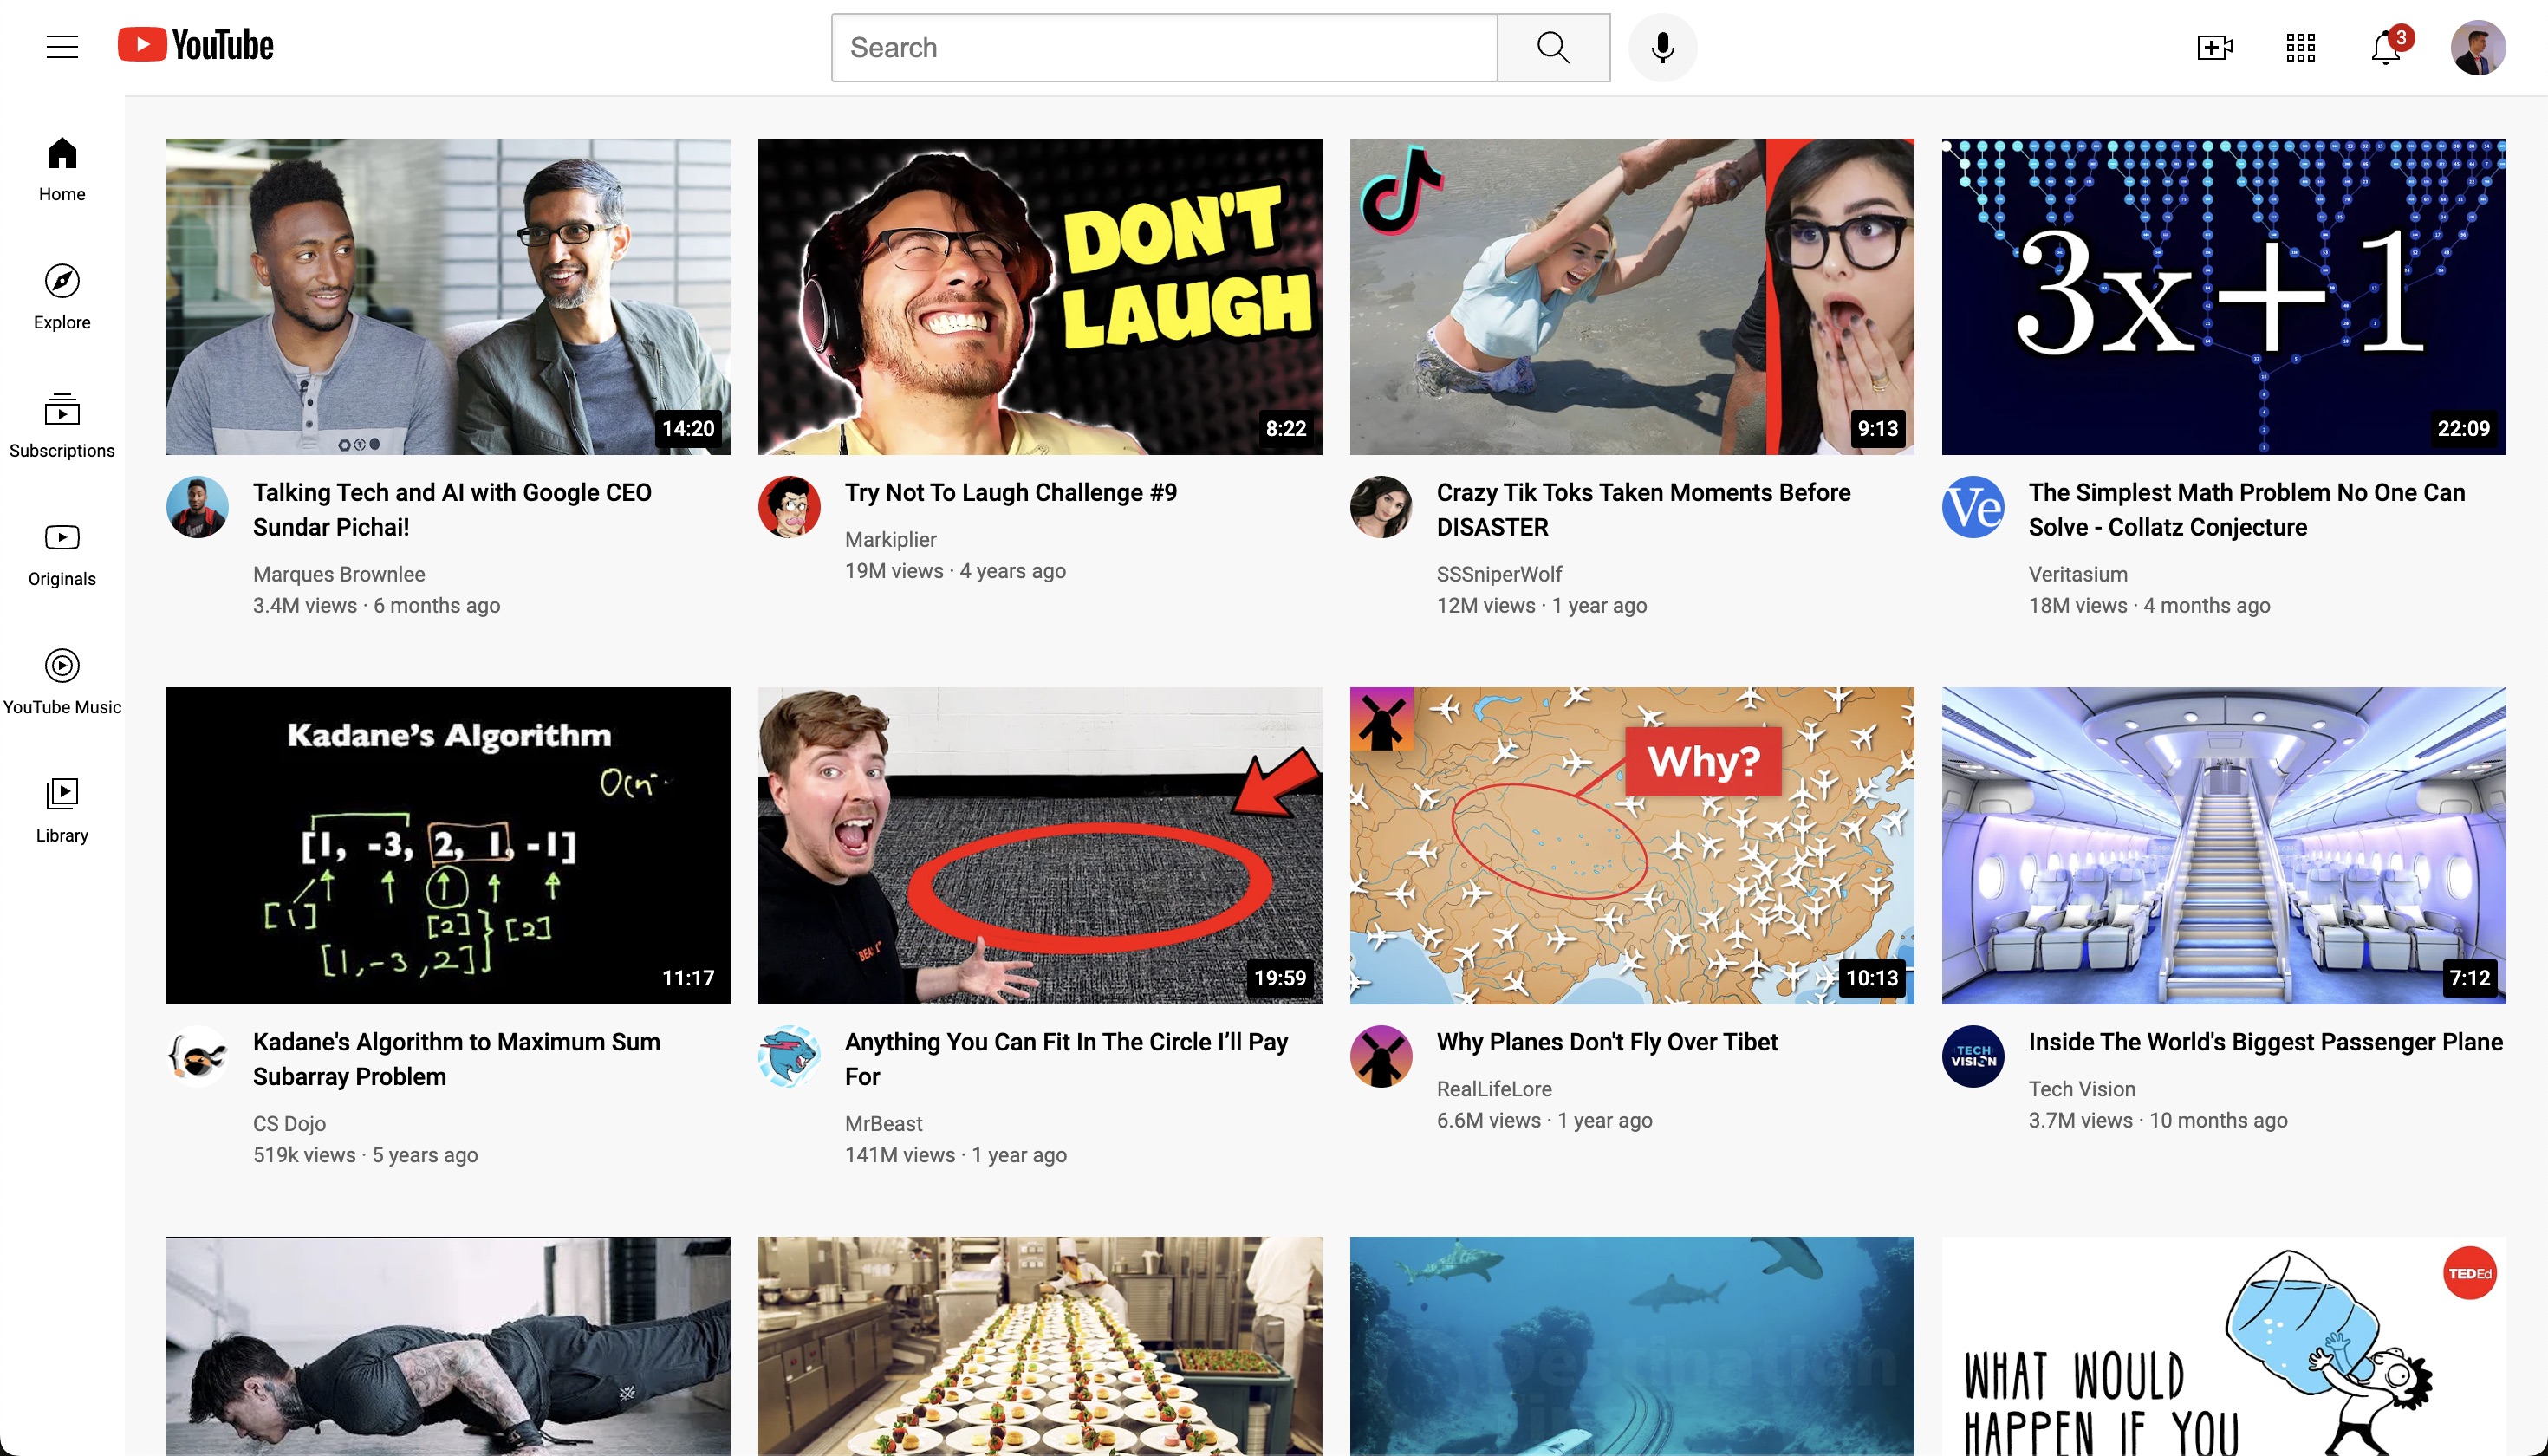 YouTube
Search
3
Home
Explore
Subscriptions
Originals
YouTube Music
Library
DON'T
LAUGH
3x+1
14:20
8:22
9:13
22:09
Talking Tech and AI with Google CEO
Sundar Pichai!
Marques Brownlee
3.4M views · 6 months ago
Try Not To Laugh Challenge #9
Markiplier
19M views · 4 years ago
Crazy Tik Toks Taken Moments Before
DISASTER
SSSniperWolf
12M views · 1 year ago
Ve
The Simplest Math Problem No One Can
Solve - Collatz Conjecture
Veritasium
18M views · 4 months ago
Kadane's Algorithm
[1, -3, 2, 1, -1]
[1]
[2]
[2]
[1,-3,2]
11:17
19:59
Why?
10:13
7:12
Kadane's Algorithm to Maximum Sum
Subarray Problem
CS Dojo
519k views · 5 years ago
Anything You Can Fit In The Circle I’ll Pay
For
MrBeast
141M views · 1 year ago
Why Planes Don't Fly Over Tibet
RealLifeLore
6.6M views · 1 year ago
TECH
VISION
Inside The World's Biggest Passenger Plane
Tech Vision
3.7M views · 10 months ago
TEDEd
WHAT WOULD
HAPPEN IF YOU